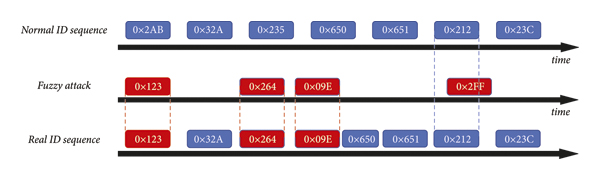 Normal ID sequence 0×2AB 0×32A 0×235 0×650 0×651 0×212 0×23C
time
Fuzzy attack 0×123 0×264 0×09E 0×2FF
time
Real ID sequence 0×123 0×32A 0×264 0×09E 0×650 0×651 0×212 0×23C
time